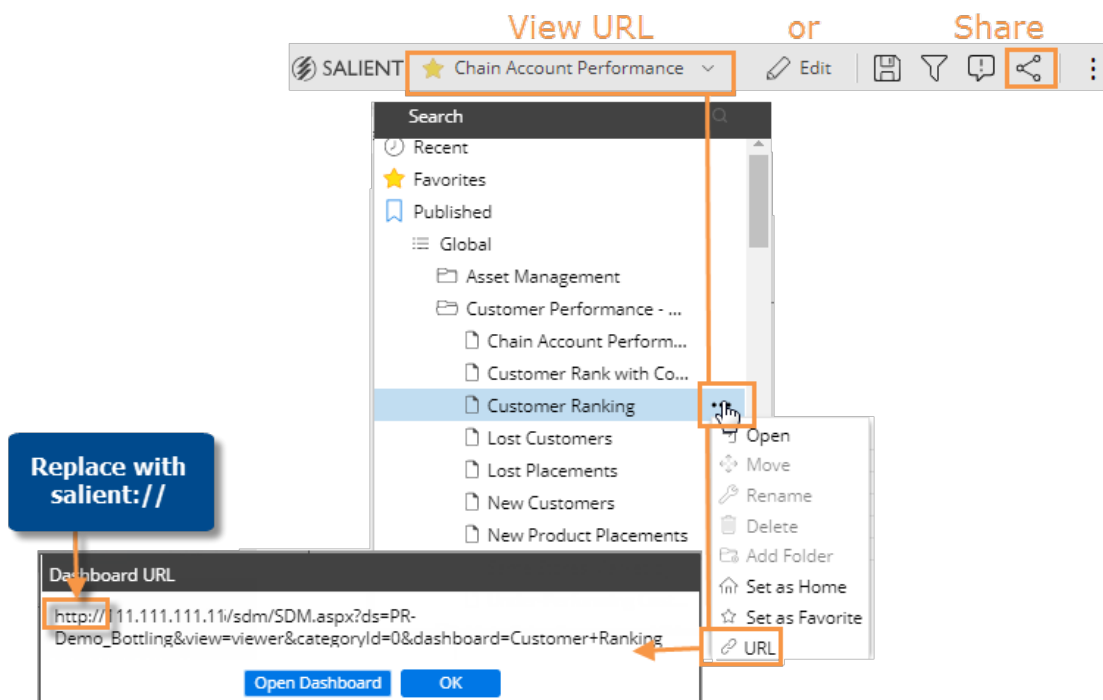 View URL or Share
SALIENT Chain Account Performance Edit
Search
Recent
Favorites
Published
Global
Asset Management
Customer Performance - ...
Chain Account Perform...
Customer Rank with Co...
Customer Ranking
Lost Customers
Lost Placements
New Customers
New Product Placements
Open
Move
Rename
Delete
Add Folder
Set as Home
Set as Favorite
URL
Replace with
salient://
Dashboard URL
http://111.111.111.11/sdm/SDM.aspx?ds=PR-
Demo_Bottling&view=viewer&categoryId=0&dashboard=Customer+Ranking
Open Dashboard OK